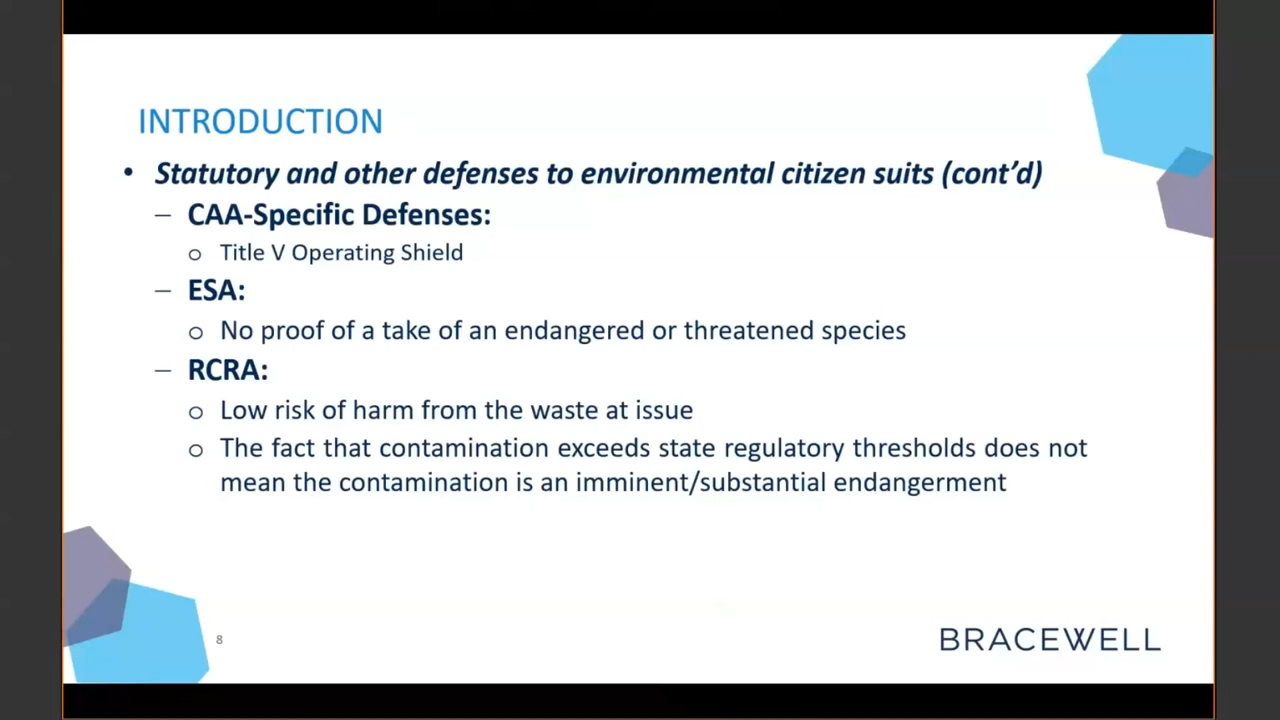 INTRODUCTION
• Statutory and other defenses to environmental citizen suits (cont’d)
– CAA-Specific Defenses:
o Title V Operating Shield
– ESA:
o No proof of a take of an endangered or threatened species
– RCRA:
o Low risk of harm from the waste at issue
o The fact that contamination exceeds state regulatory thresholds does not
mean the contamination is an imminent/substantial endangerment
8
BRACEWELL